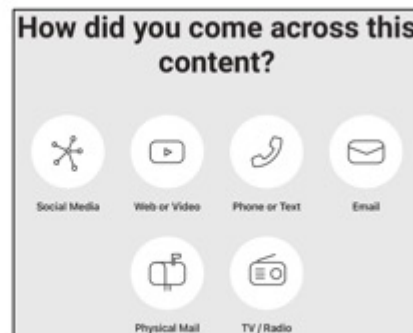 How did you come across this
content?
Social Media
Web or Video
Phone or Text
Email
Physical Mail
TV / Radio